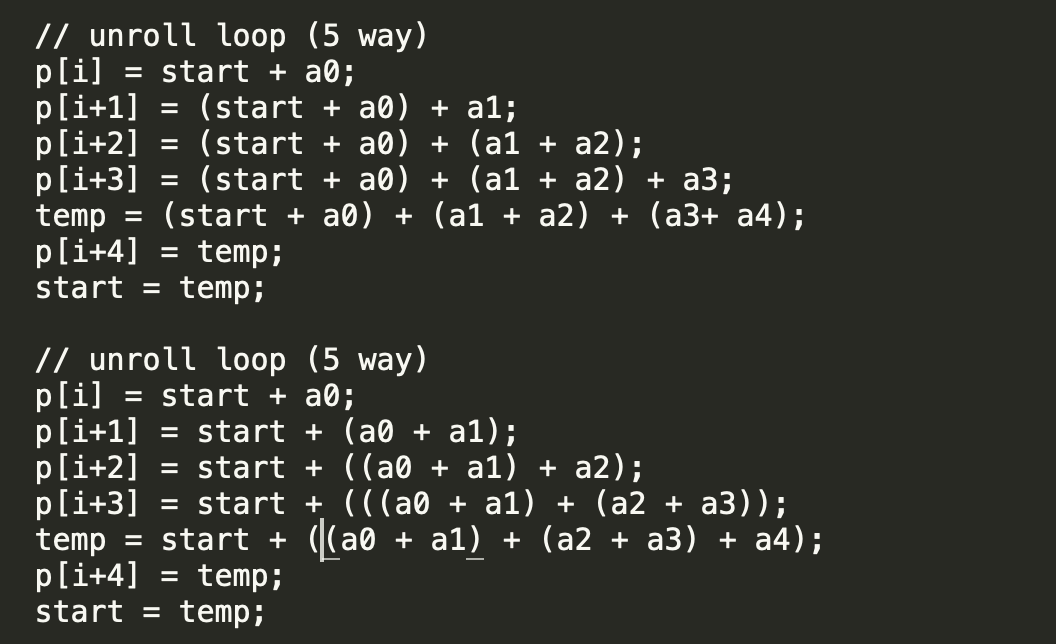 // unroll loop (5 way)
p[i] = start + a0;
p[i+1] = (start + a0) + a1;
p[i+2] = (start + a0) + (a1 + a2);
p[i+3] = (start + a0) + (a1 + a2) + a3;
temp = (start + a0) + (a1 + a2) + (a3+ a4);
p[i+4] = temp;
start = temp;

// unroll loop (5 way)
p[i] = start + a0;
p[i+1] = start + (a0 + a1);
p[i+2] = start + ((a0 + a1) + a2);
p[i+3] = start + (((a0 + a1) + (a2 + a3));
temp = start + ((a0 + a1) + (a2 + a3) + a4);
p[i+4] = temp;
start = temp;